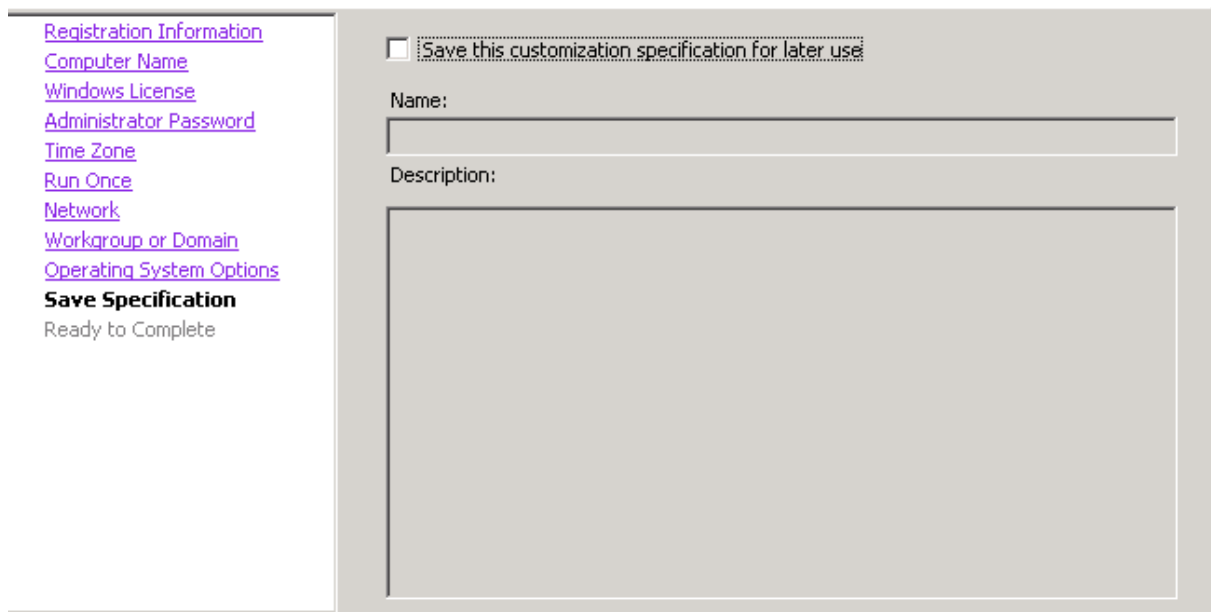 Registration Information
Computer Name
Windows License
Administrator Password
Time Zone
Run Once
Network
Workgroup or Domain
Operating System Options
Save Specification
Ready to Complete
Save this customization specification for later use
Name:
Description: